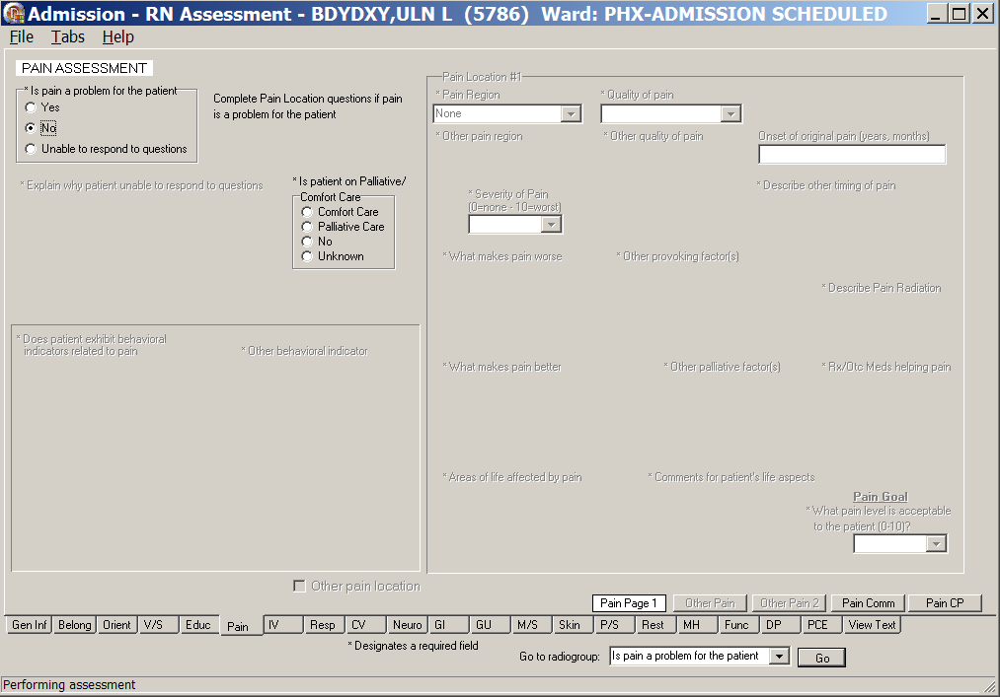 Admission - RN Assessment - BDYDXY,ULN L (5786) Ward: PHX-ADMISSION SCHEDULED
File Tabs Help
PAIN ASSESSMENT
* Is pain a problem for the patient
Yes
No
Unable to respond to questions
Complete Pain Location questions if pain
is a problem for the patient
* Explain why patient unable to respond to questions
* Is patient on Palliative/
Comfort Care
Comfort Care
Palliative Care
No
Unknown
* Does patient exhibit behavioral
indicators related to pain
* Other behavioral indicator
Other pain location
Pain Location #1
* Pain Region
None
* Quality of pain
* Other pain region
* Other quality of pain
Onset of original pain (years, months)
* Severity of Pain
(0=none - 10=worst)
* Describe other timing of pain
* What makes pain worse
* Other provoking factor(s)
* Describe Pain Radiation
* What makes pain better
* Other palliative factor(s)
* Rx/Otc Meds helping pain
* Areas of life affected by pain
* Comments for patient's life aspects
Pain Goal
* What pain level is acceptable
to the patient (0-10)?
Pain Page 1 Other Pain Other Pain 2 Pain Comm Pain CP
Gen Inf Belong Orient V/S Educ Pain IV Resp CV Neuro GI GU M/S Skin P/S Rest MH Func DP PCE View Text
* Designates a required field
Go to radiogroup: Is pain a problem for the patient Go
Performing assessment